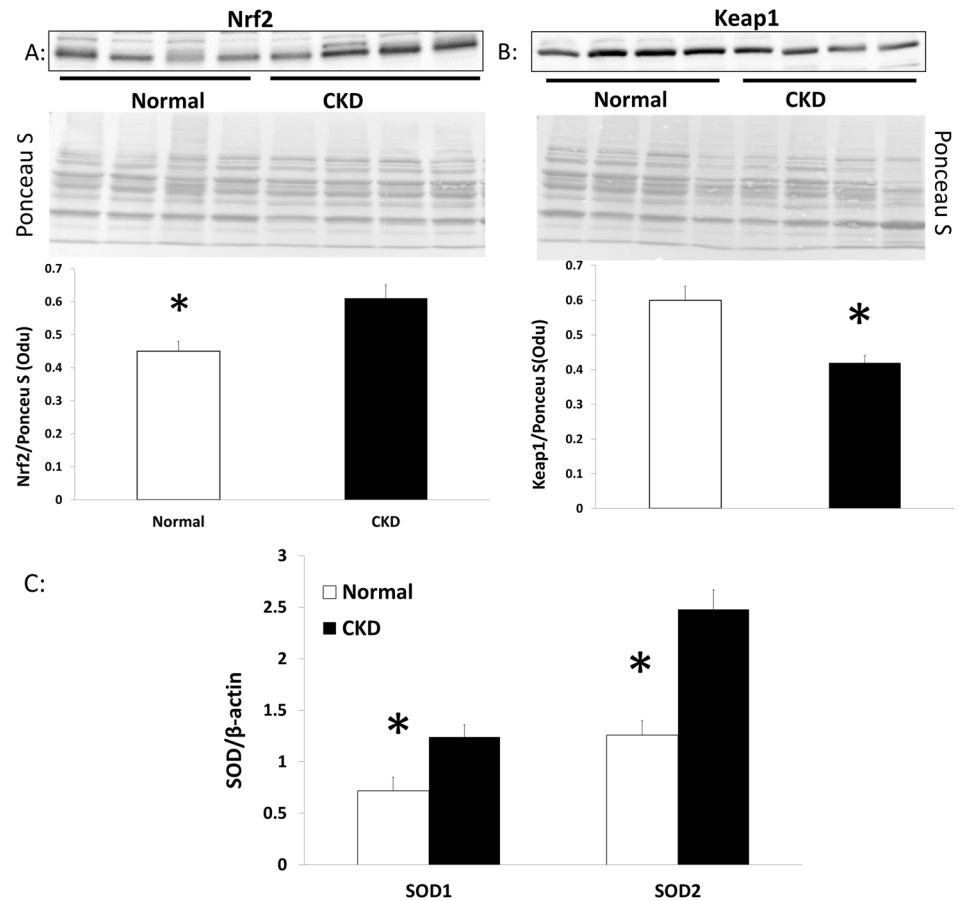 Nrf2
A:
Normal CKD
Ponceau S
0.7
0.6
0.5
0.4
0.3
0.2
0.1
0
Nrf2/Ponceu S (Odu)
*
Normal CKD
Keap1
B:
Normal CKD
Ponceau S
0.7
0.6
0.5
0.4
0.3
0.2
0.1
0
Keap1/Ponceu S(Odu)
*
C:
3
2.5
2
1.5
1
0.5
0
SOD/β-actin
Normal
CKD
*
*
SOD1 SOD2